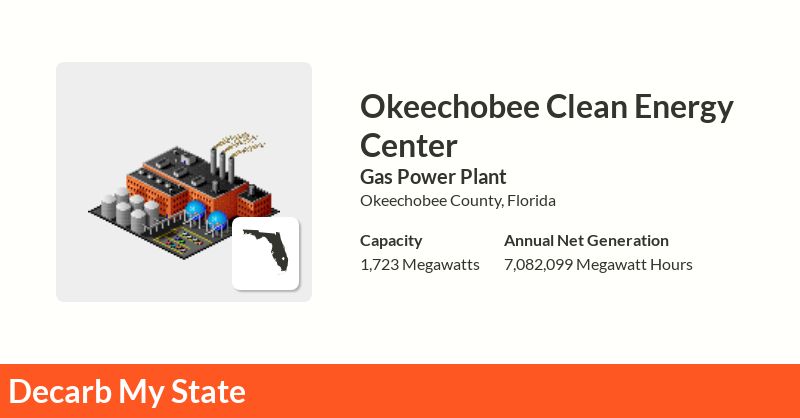 Okeechobee Clean Energy
Center
Gas Power Plant
Okeechobee County, Florida
Capacity
1,723 Megawatts
Annual Net Generation
7,082,099 Megawatt Hours
Decarb My State